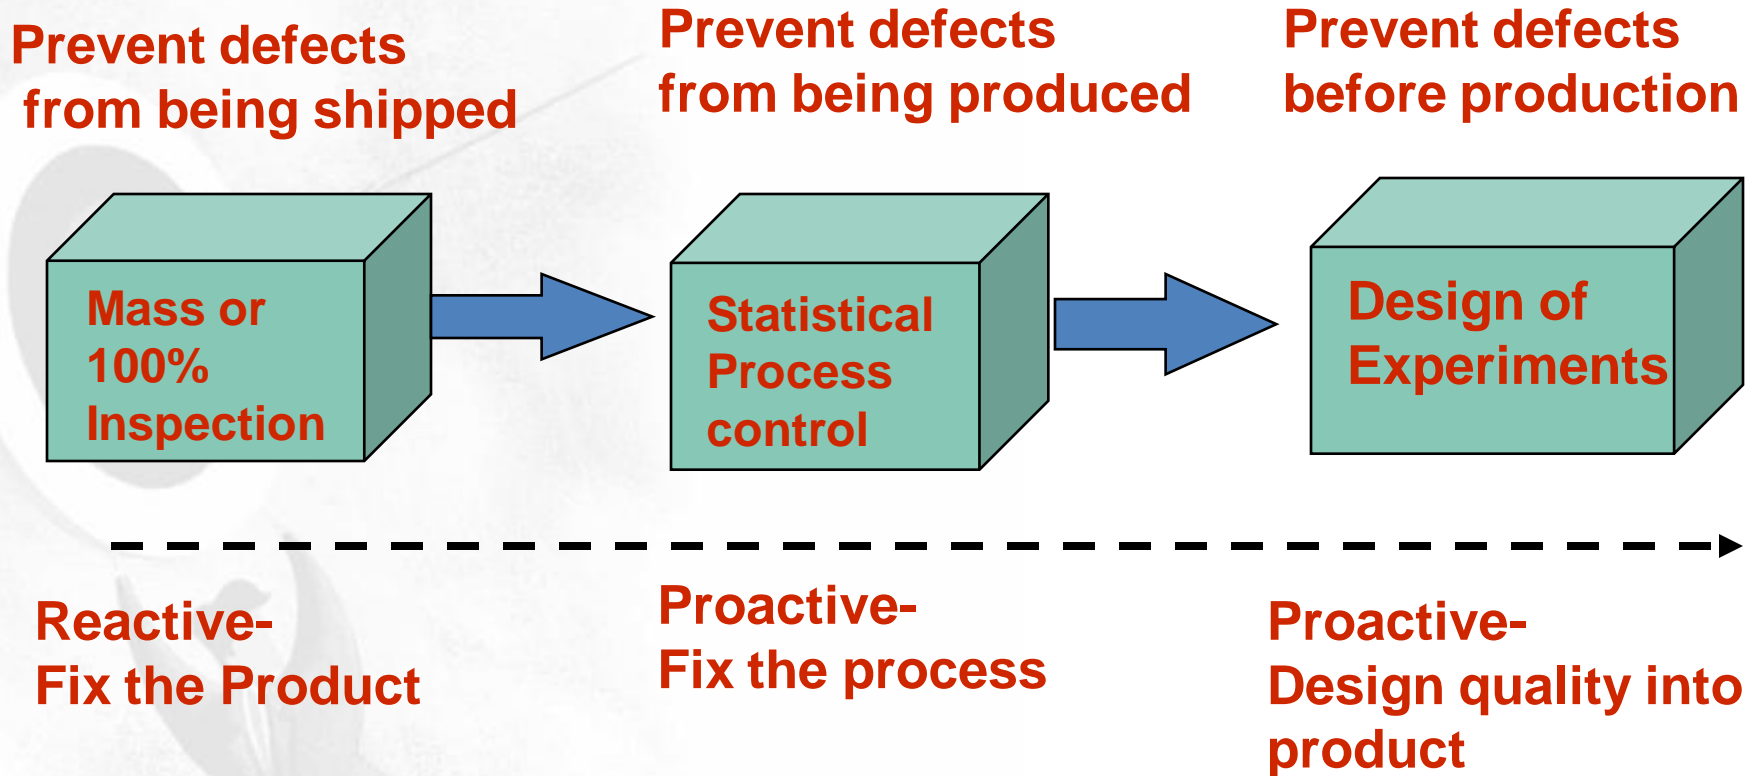 Prevent defects
from being shipped
Prevent defects
from being produced
Prevent defects
before production
Mass or
100%
Inspection
Statistical
Process
control
Design of
Experiments
Reactive-
Fix the Product
Proactive-
Fix the process
Proactive-
Design quality into
product